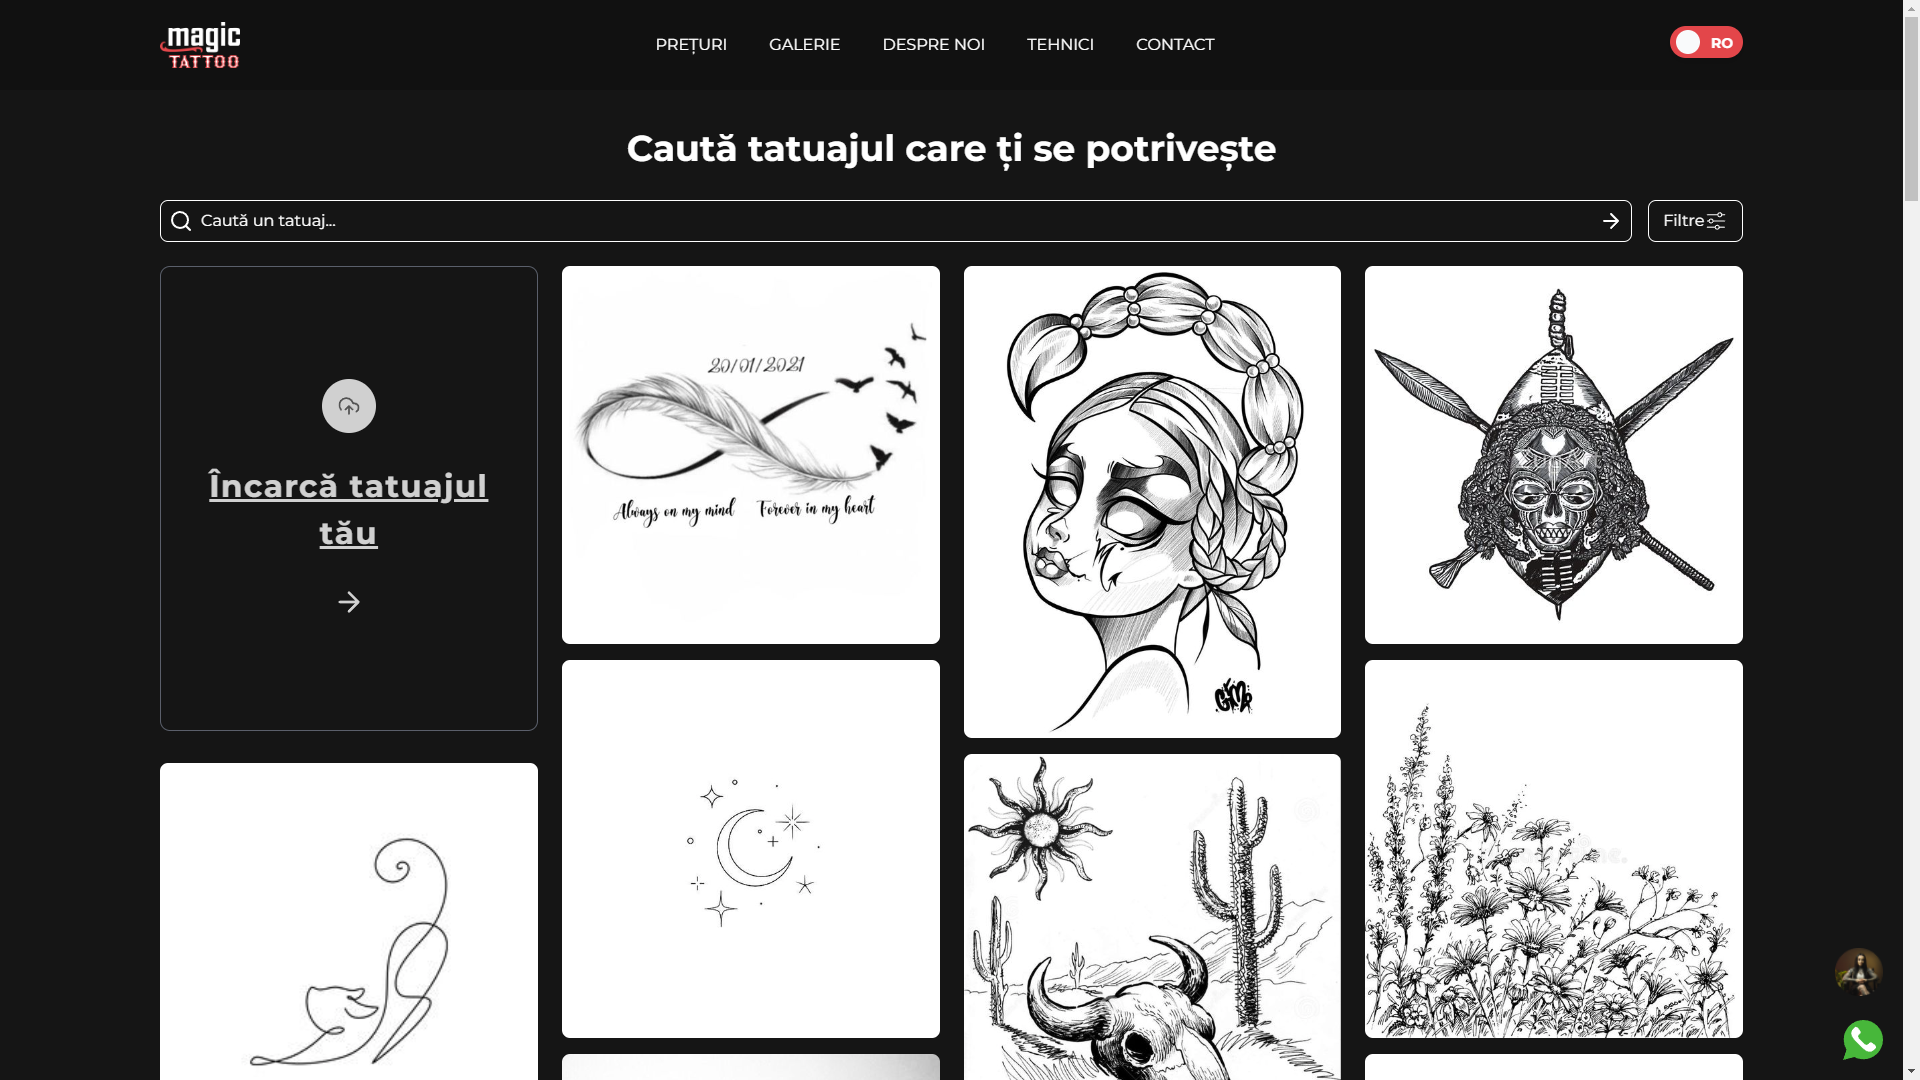 magic
TATTOO
PREȚURI
GALERIE
DESPRE NOI
TEHNICI
CONTACT
RO
Caută tatuajul care ți se potrivește
Caută un tatuaj...
Filtre
Încarcă tatuajul
tău
20/01/2021
Always on my mind
Forever in my heart